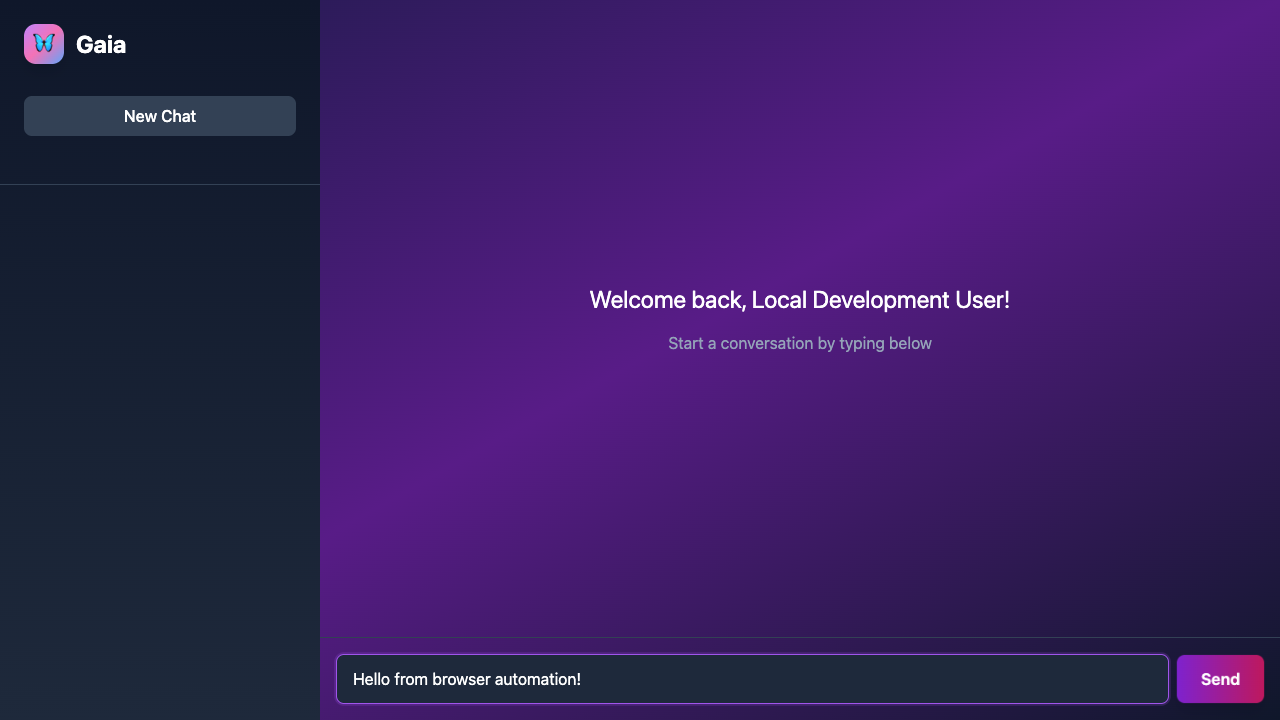 Gaia
New Chat
Welcome back, Local Development User!
Start a conversation by typing below
Hello from browser automation!
Send